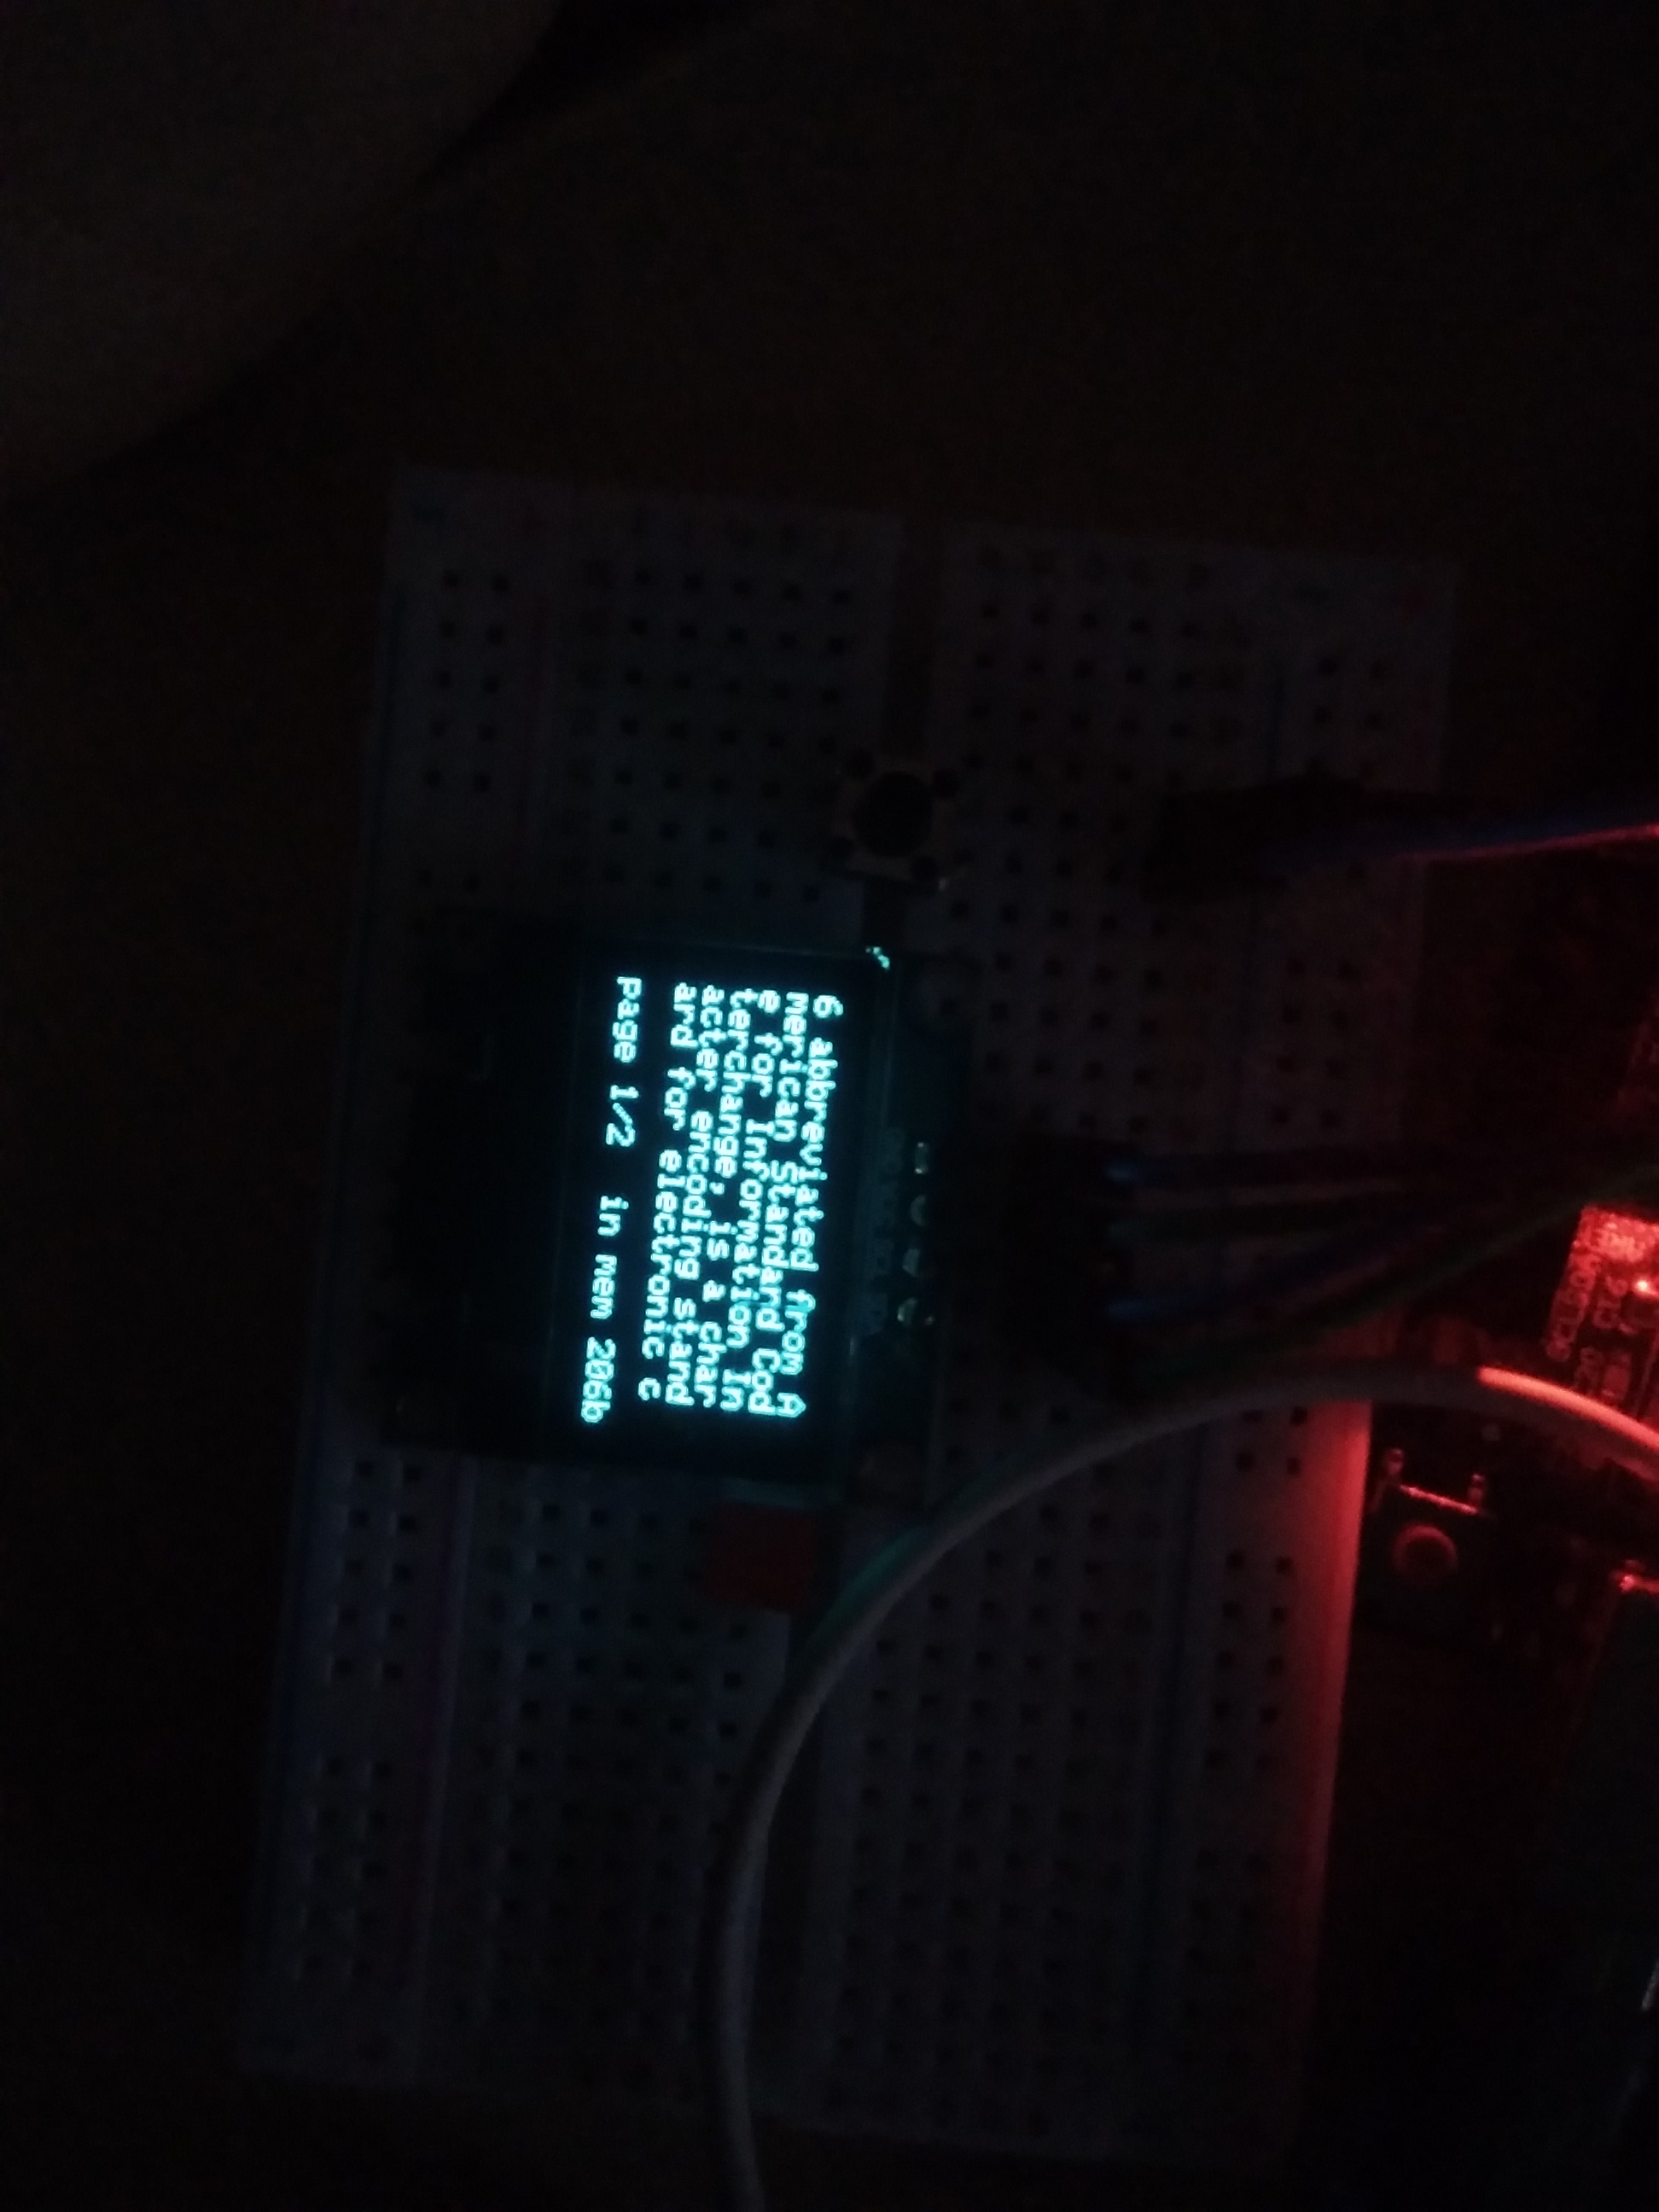 6 abbreviated from A
merican Standard Cod
e for Information In
terchange, is a char
acter encoding stand
ard for electronic c
Page 1/2 in mem 206b